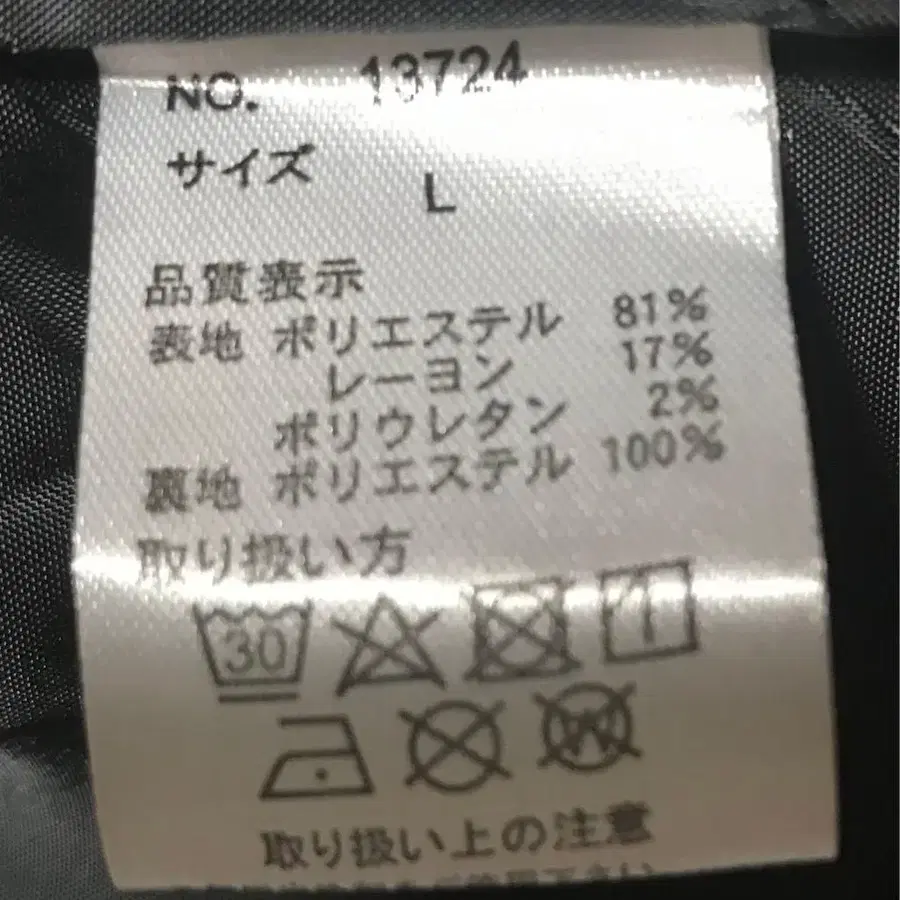 NO. 13724
サイズ L
品質表示
表地 ポリエステル 81%
レーヨン 17%
ポリウレタン 2%
裏地 ポリエステル 100%
取り扱い方
30
W
取り扱い上の注意